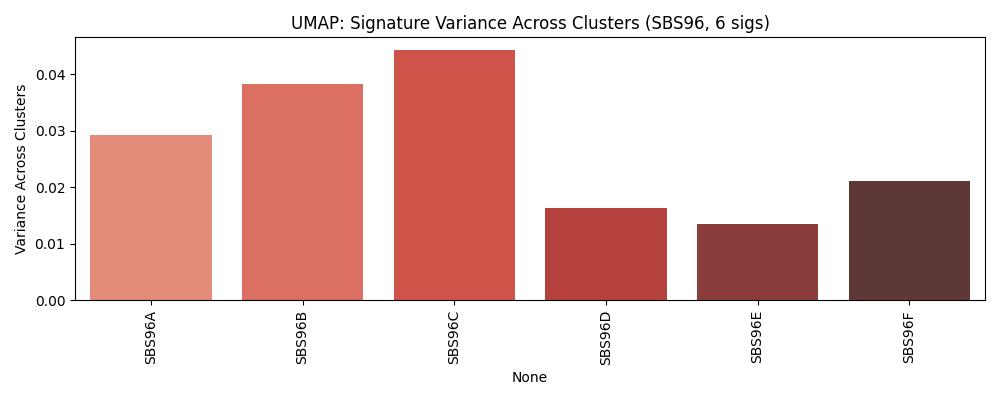 UMAP: Signature Variance Across Clusters (SBS96, 6 sigs)
Variance Across Clusters
0.04
0.03
0.02
0.01
0.00
SBS96A
SBS96B
SBS96C
SBS96D
SBS96E
SBS96F
None